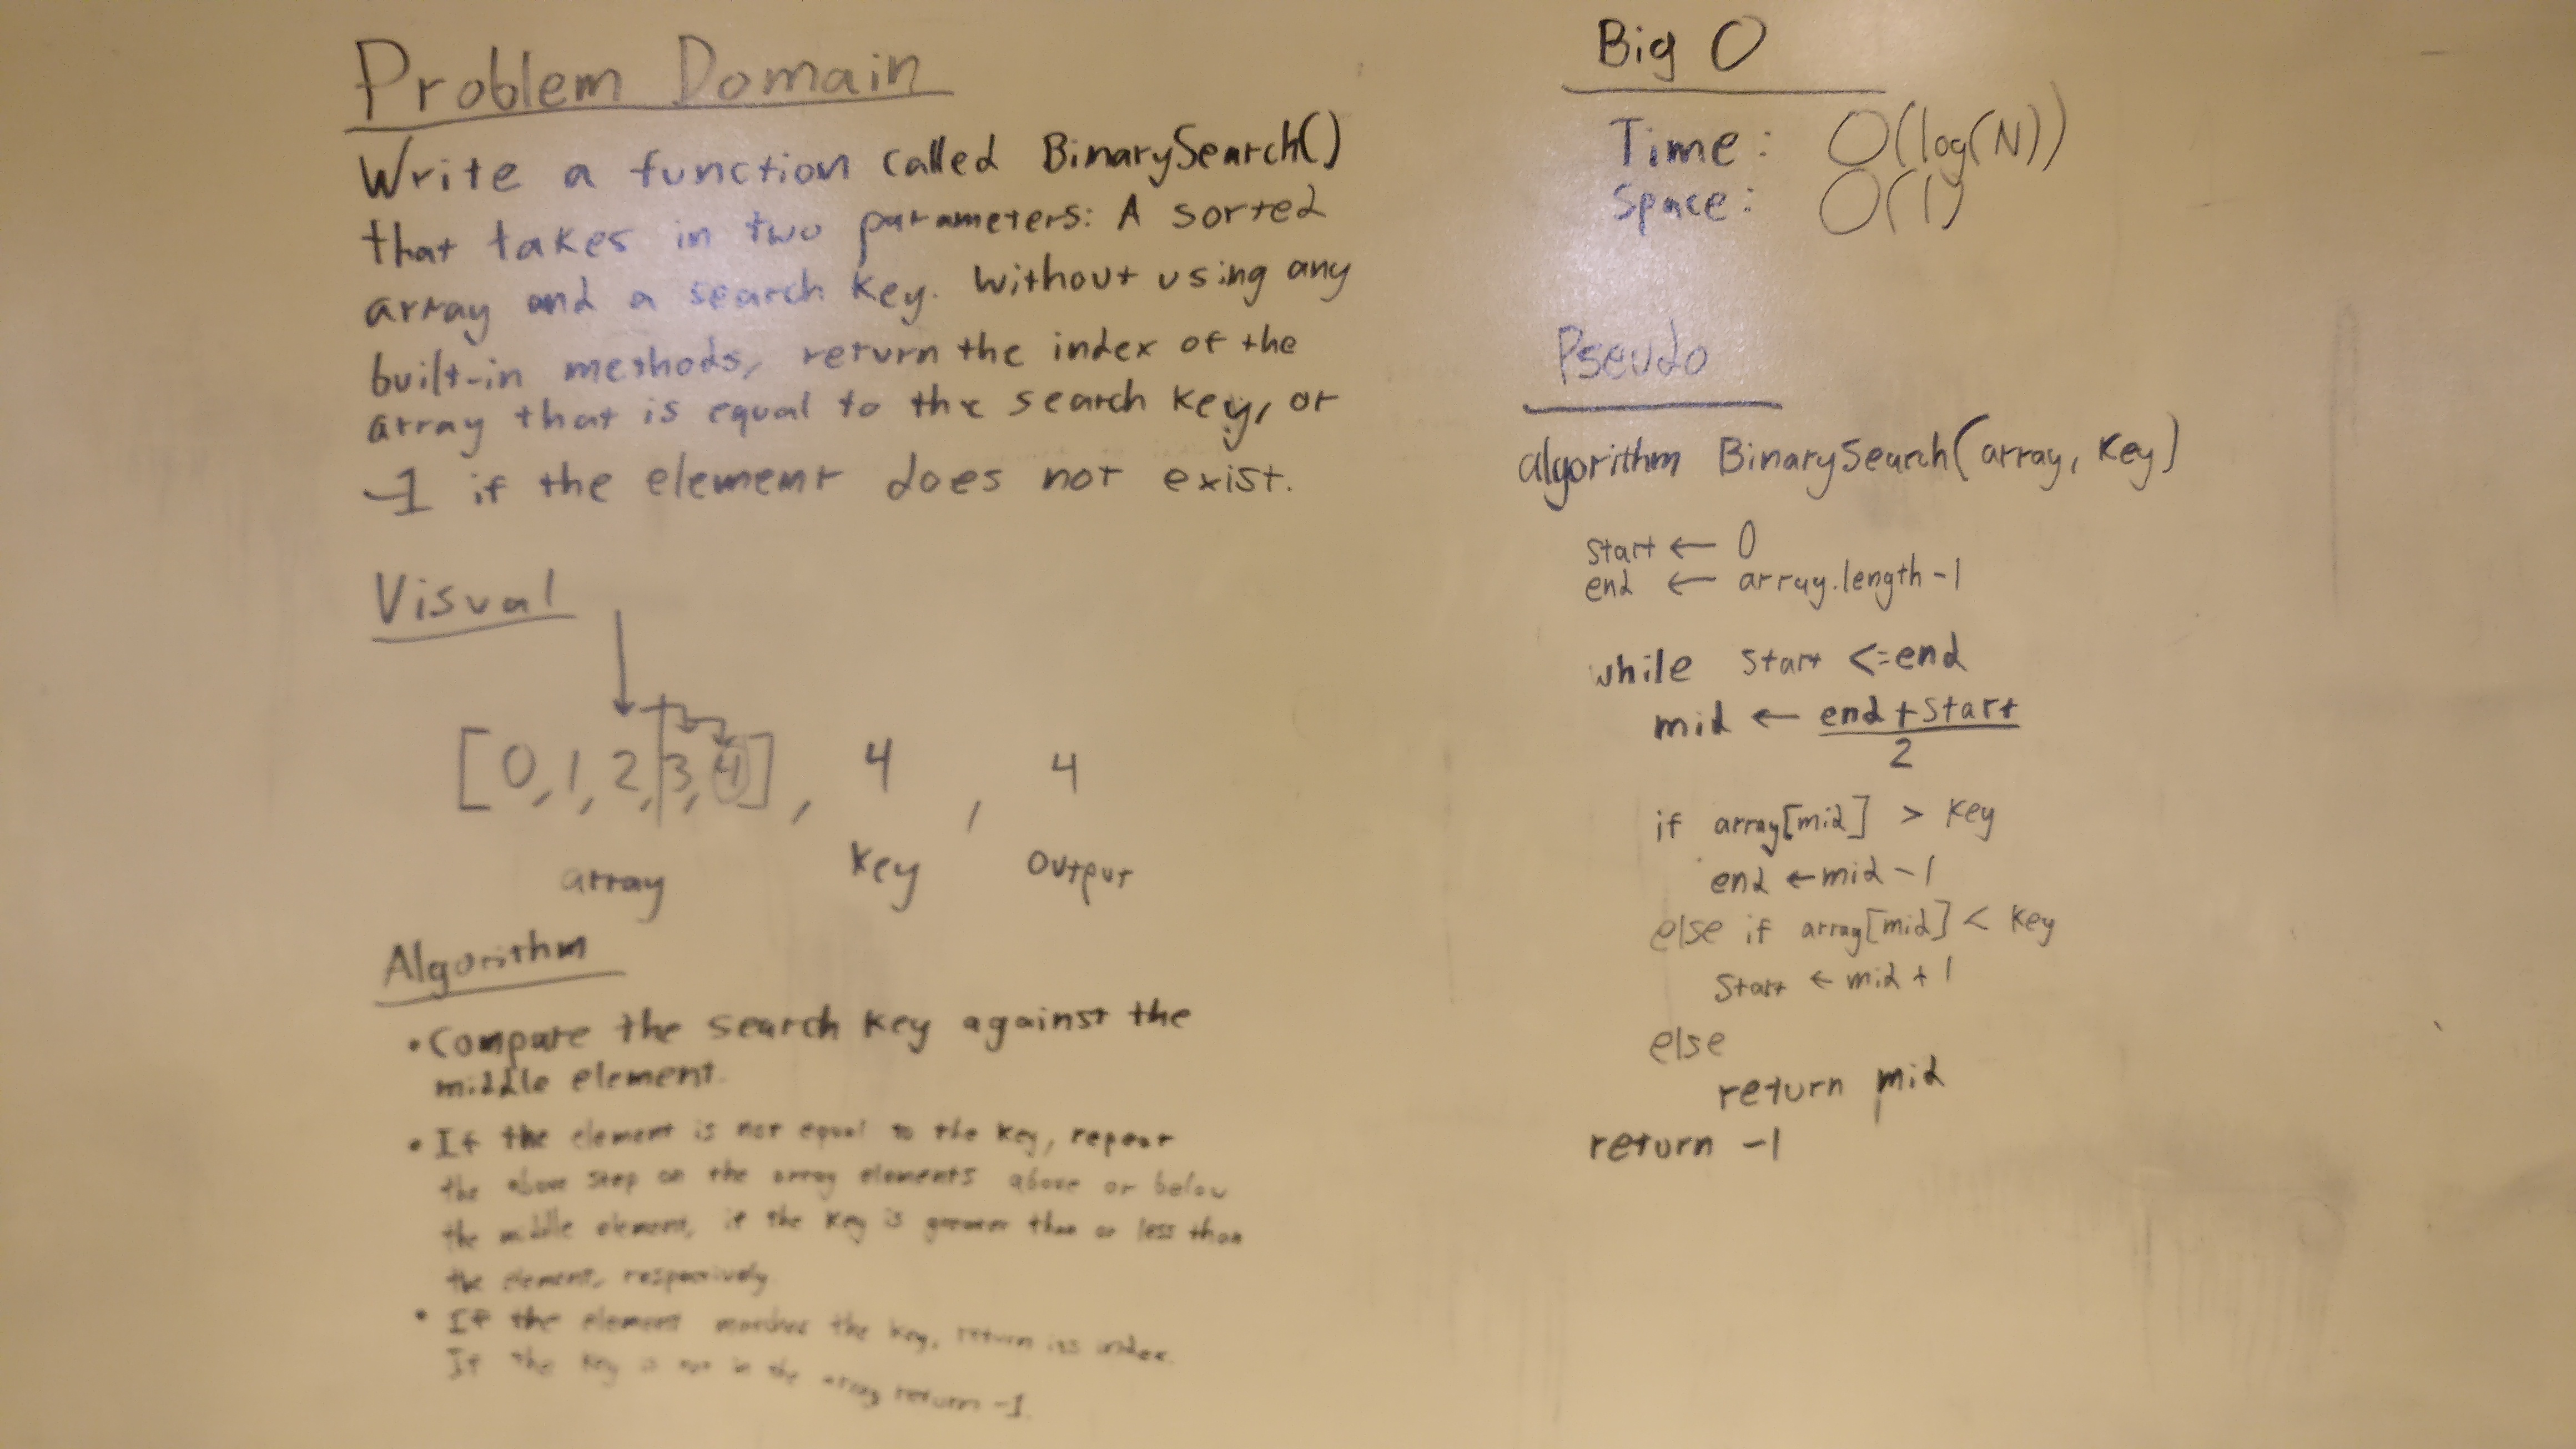 Problem Domain
Write a function called BinarySearch()
that takes in two parameters: A sorted
array and a search key. Without using any
built-in methods, return the index of the
array that is equal to the search key, or
-1 if the element does not exist.
Visual
[0,1,2,3,4], 4, 4
array key output
Algorithm
• Compare the search key against the
middle element.
• If the element is not equal to the key, repeat
the above step on the array elements above or below
the middle element, if the key is greater than or less than
the element, respectively
• If the element matches the key, return its index.
If the key is not in the array return -1.
Big O
Time: O(log(N))
Space: O(1)
Pseudo
algorithm BinarySearch(array, key)
start ← 0
end ← array.length-1
while start <= end
mid ← end + start
2
if array[mid] > key
end ← mid - 1
else if array[mid] < key
start ← mid + 1
else
return mid
return -1